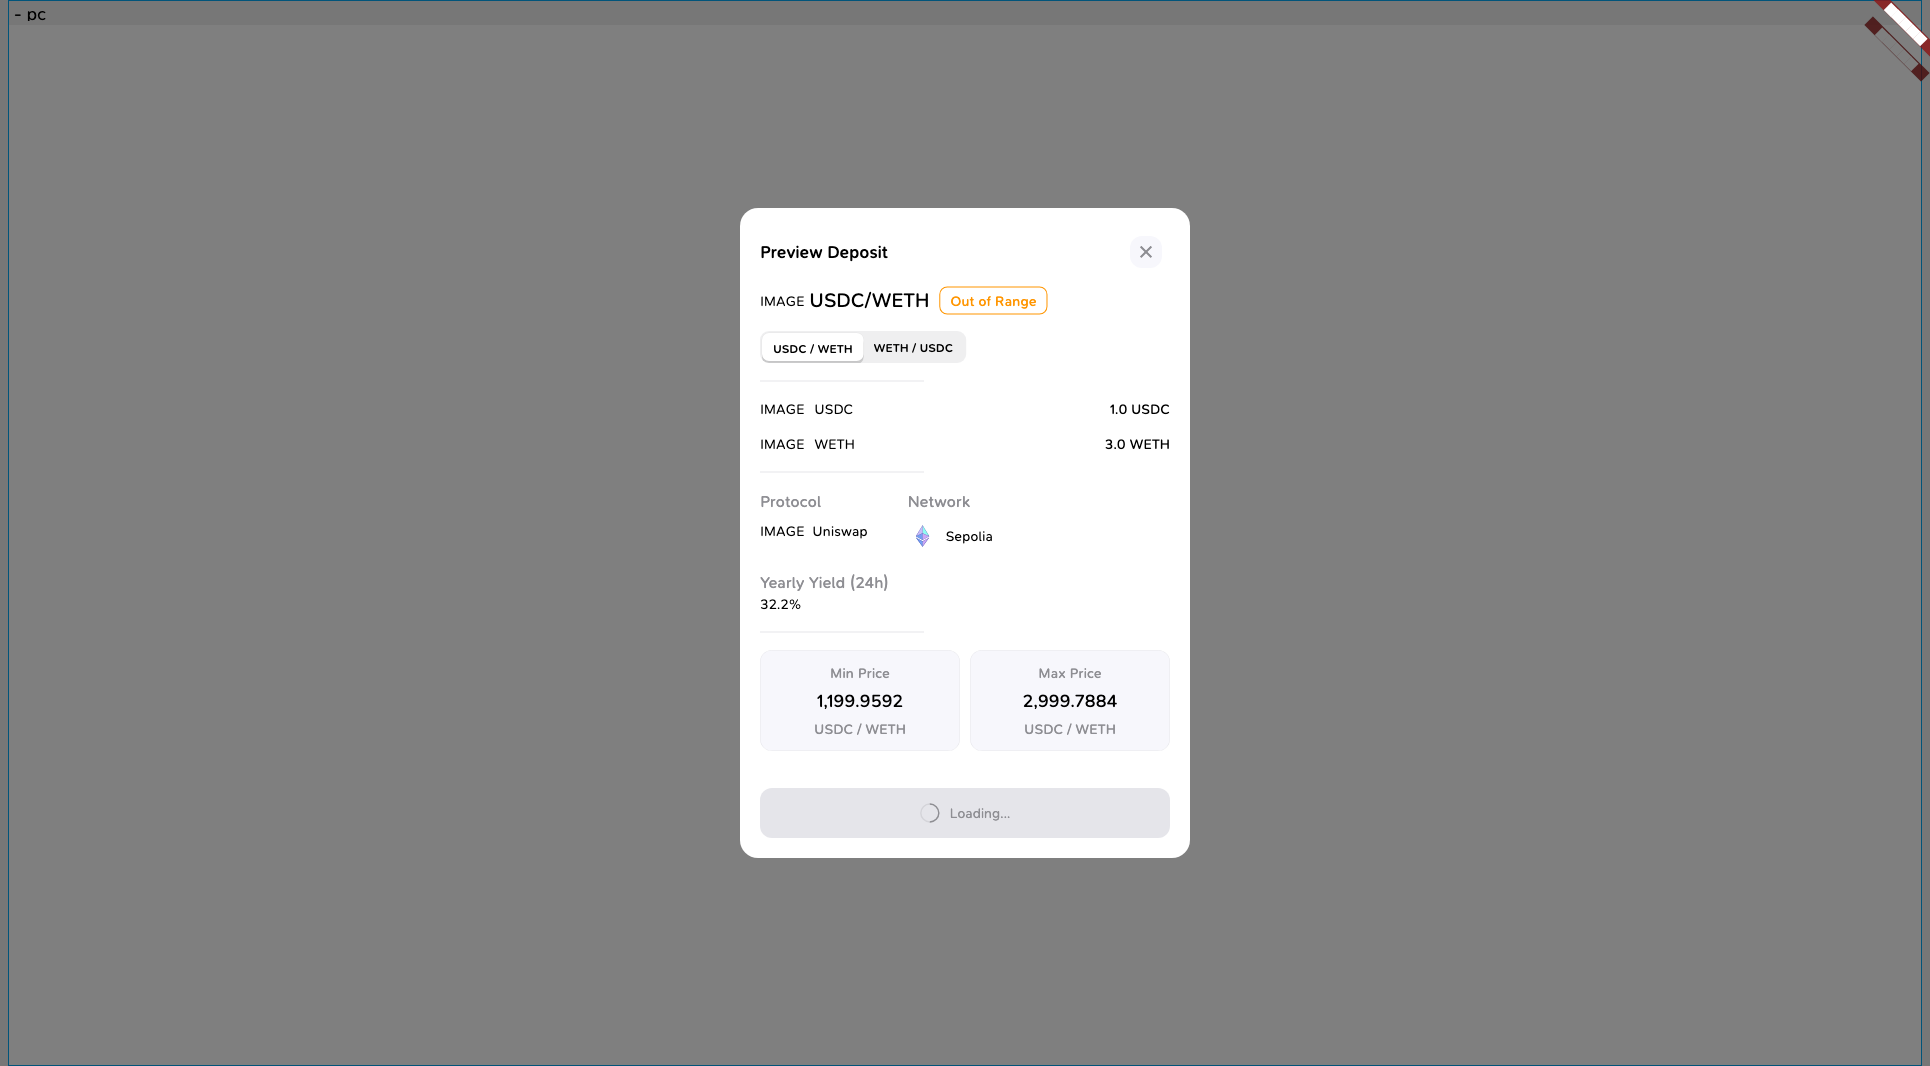 - pc
Preview Deposit
IMAGE USDC/WETH Out of Range
USDC / WETH WETH / USDC
IMAGE USDC 1.0 USDC
IMAGE WETH 3.0 WETH
Protocol Network
IMAGE Uniswap Sepolia
Yearly Yield (24h)
32.2%
Min Price Max Price
1,199.9592 2,999.7884
USDC / WETH USDC / WETH
Loading...